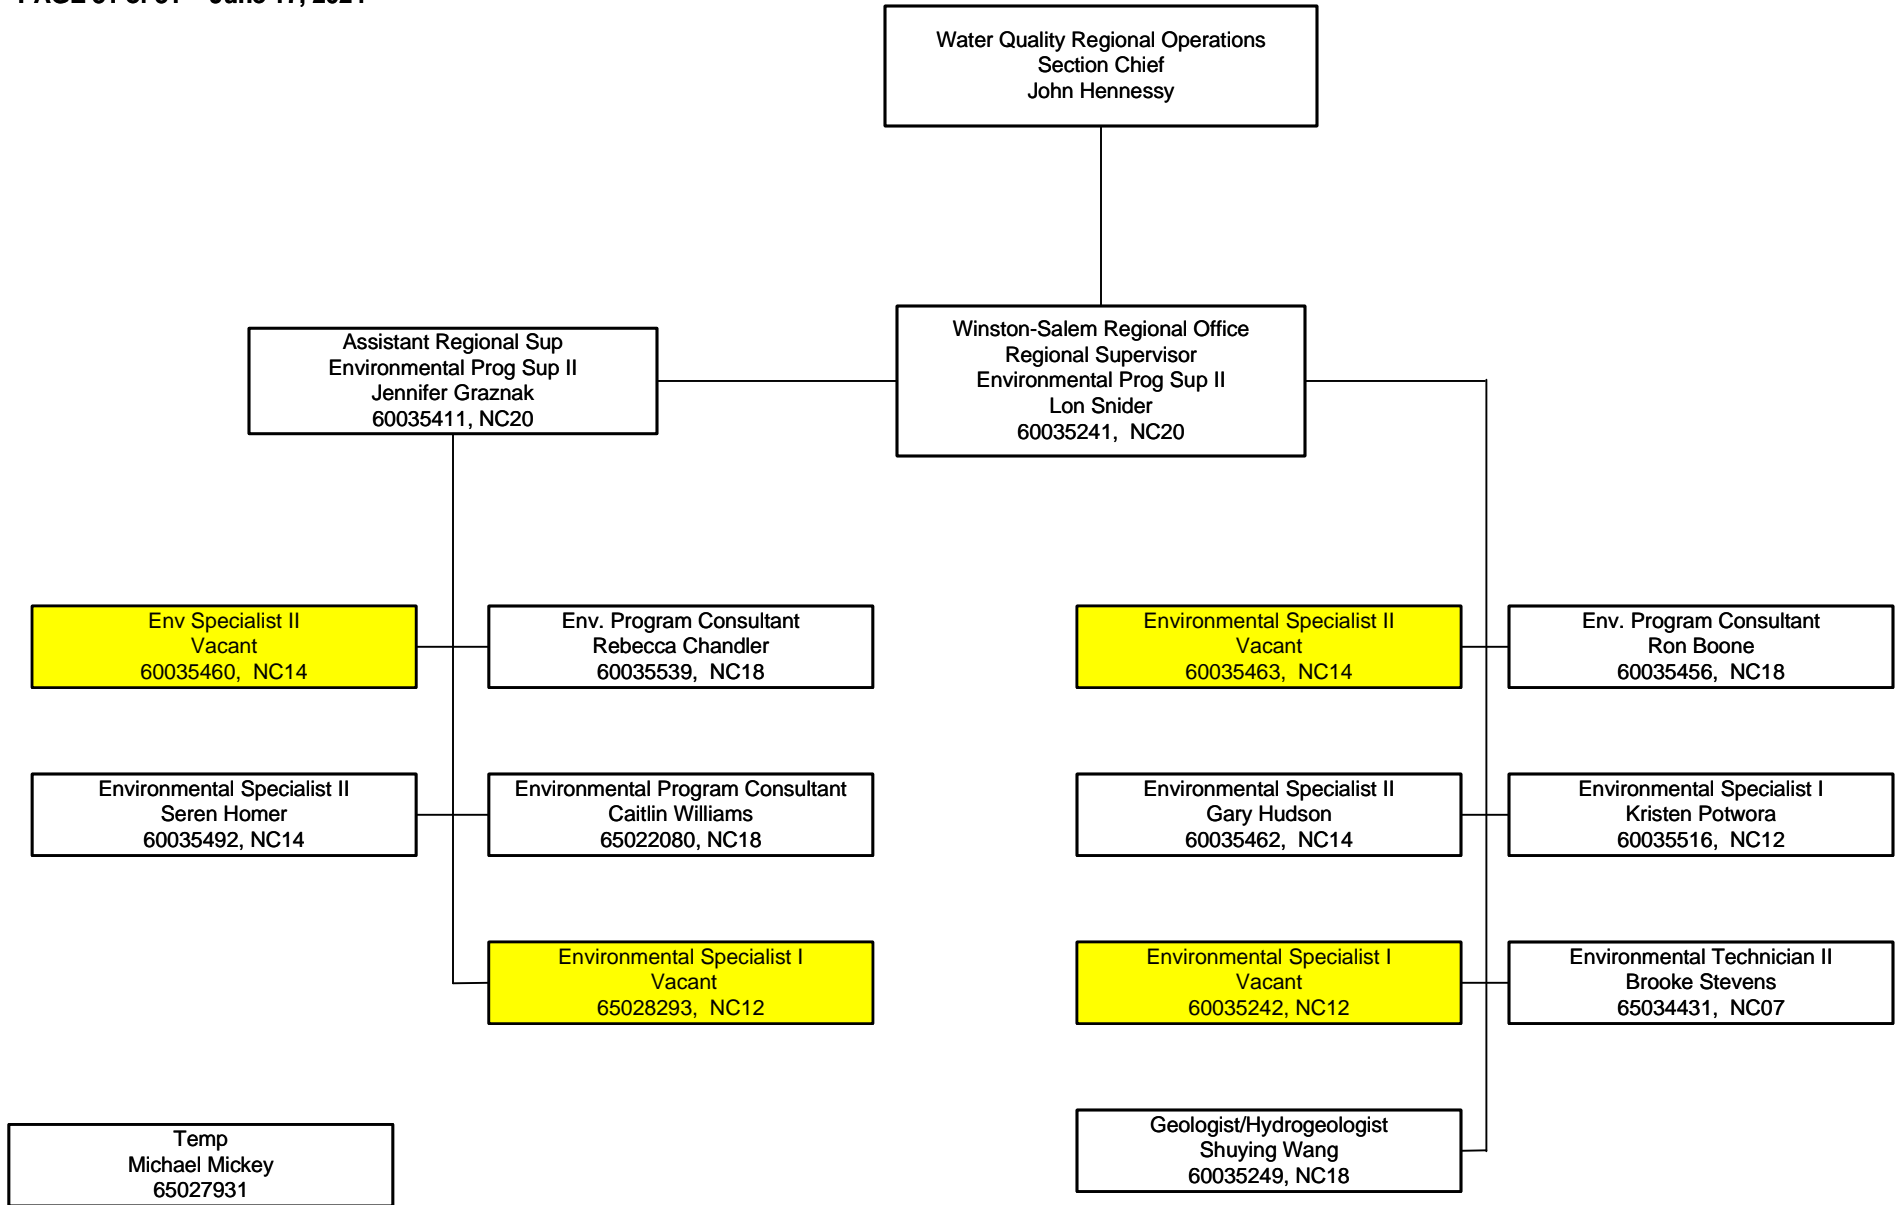 Water Quality Regional Operations
Section Chief
John Hennessy
Assistant Regional Sup
Environmental Prog Sup II
Jennifer Graznak
60035411, NC20
Winston-Salem Regional Office
Regional Supervisor
Environmental Prog Sup II
Lon Snider
60035241, NC20
Env Specialist II
Vacant
60035460, NC14
Env. Program Consultant
Rebecca Chandler
60035539, NC18
Environmental Specialist II
Vacant
60035463, NC14
Env. Program Consultant
Ron Boone
60035456, NC18
Environmental Specialist II
Seren Homer
60035492, NC14
Environmental Program Consultant
Caitlin Williams
65022080, NC18
Environmental Specialist II
Gary Hudson
60035462, NC14
Environmental Specialist I
Kristen Potwora
60035516, NC12
Environmental Specialist I
Vacant
65028293, NC12
Environmental Specialist I
Vacant
60035242, NC12
Environmental Technician II
Brooke Stevens
65034431, NC07
Temp
Michael Mickey
65027931
Geologist/Hydrogeologist
Shuying Wang
60035249, NC18